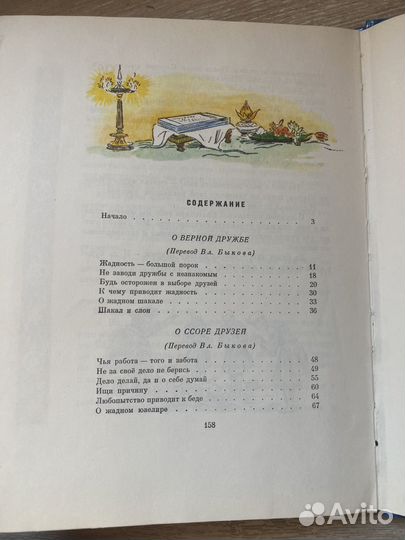 СОДЕРЖАНИЕ
Начало . . . . . . . . . . . . . . . . . 3
О ВЕРНОЙ ДРУЖБЕ
(Перевод Вл. Быкова)
Жадность — большой порок . . . . . . . . . . 11
Не заводи дружбы с незнакомым . . . . . . . . 18
Будь осторожен в выборе друзей . . . . . . . . 20
К чему приводит жадность . . . . . . . . . . 30
О жадном шакале . . . . . . . . . . . . . 33
Шакал и слон . . . . . . . . . . . . . . 36
О ССОРЕ ДРУЗЕЙ
(Перевод Вл. Быкова)
Чья работа — того и забота . . . . . . . . . . 48
Не за своё дело не берись . . . . . . . . . . 49
Дело делай, да и о себе думай . . . . . . . . 55
Ищи причину . . . . . . . . . . . . . . 60
Любопытство приводит к беде . . . . . . . . . 64
О жадном ювелире . . . . . . . . . . . . . 67
158
Avito